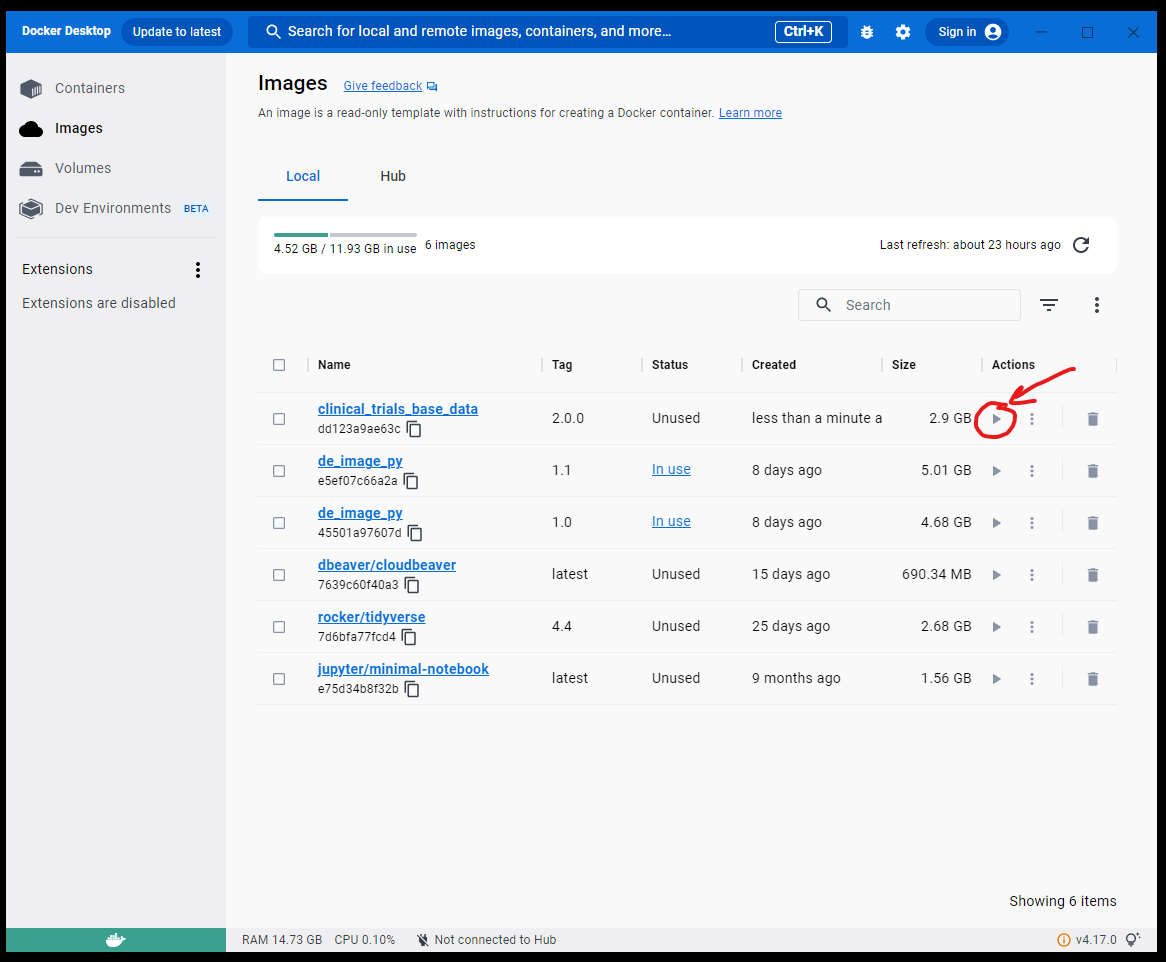 Docker Desktop Update to latest Search for local and remote images, containers, and more... Ctrl+K Sign in
Containers
Images
Volumes
Dev Environments BETA
Extensions
Extensions are disabled
Images Give feedback
An image is a read-only template with instructions for creating a Docker container. Learn more
Local Hub
4.52 GB / 11.93 GB in use 6 images Last refresh: about 23 hours ago
Search
Name Tag Status Created Size Actions
clinical_trials_base_data 2.0.0 Unused less than a minute a 2.9 GB
dd123a9ae63c
de_image_py 1.1 In use 8 days ago 5.01 GB
e5ef07c66a2a
de_image_py 1.0 In use 8 days ago 4.68 GB
45501a97607d
dbeaver/cloudbeaver latest Unused 15 days ago 690.34 MB
7639c60f40a3
rocker/tidyverse 4.4 Unused 25 days ago 2.68 GB
7d6bfa77fcd4
jupyter/minimal-notebook latest Unused 9 months ago 1.56 GB
e75d34b8f32b
Showing 6 items
RAM 14.73 GB CPU 0.10% Not connected to Hub v4.17.0